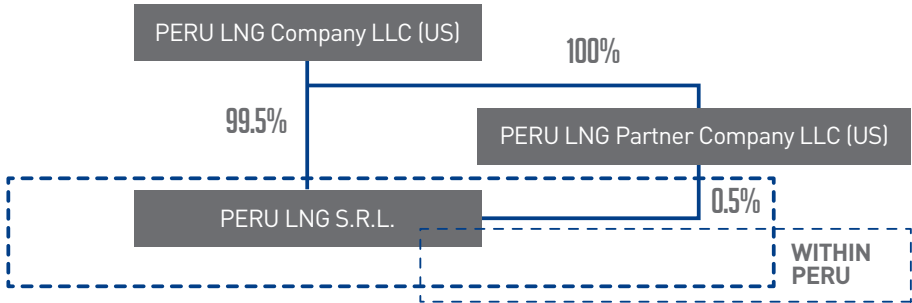 PERU LNG Company LLC (US)
100%
99.5%
PERU LNG Partner Company LLC (US)
0.5%
PERU LNG S.R.L.
WITHIN
PERU